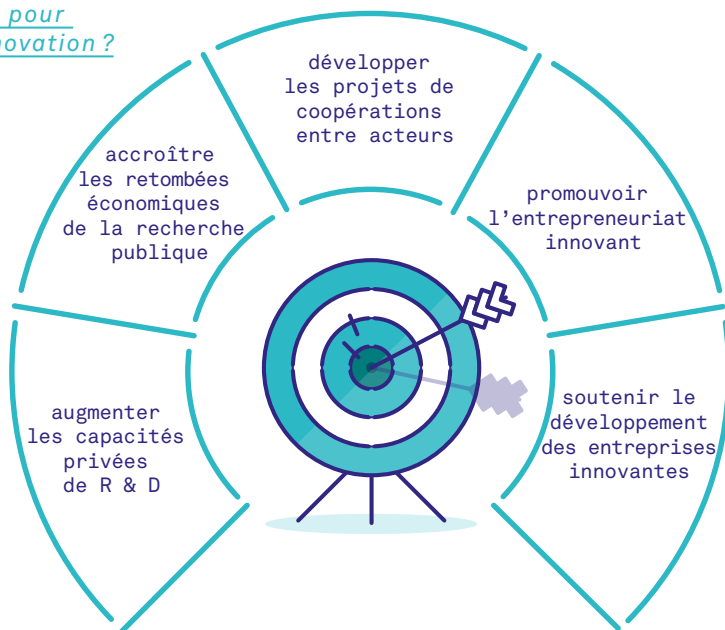 pour
novation ?
développer
les projets de
coopérations
entre acteurs
accroître
les retombées
économiques
de la recherche
publique
promouvoir
l’entrepreneuriat
innovant
augmenter
les capacités
privées
de R & D
soutenir le
développement
des entreprises
innovantes